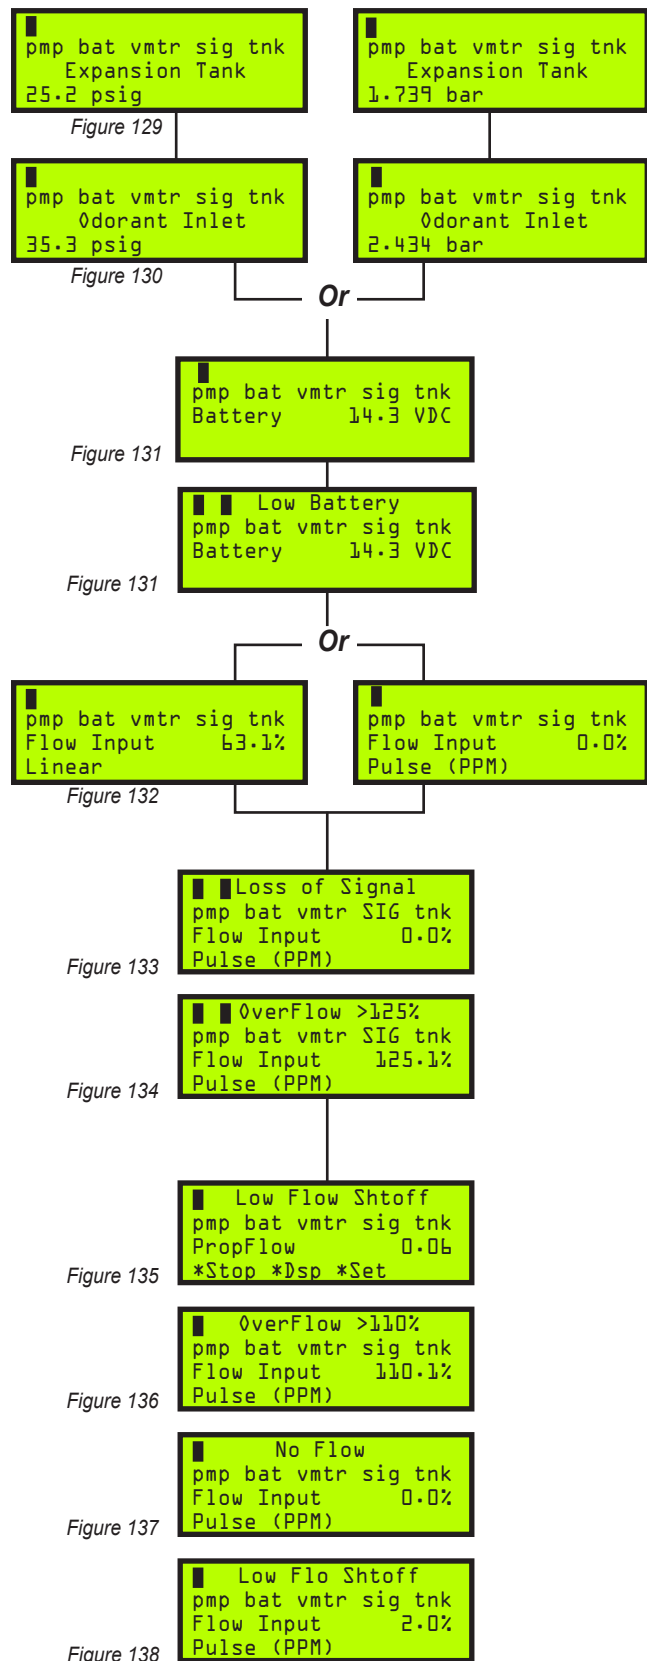 pmp bat vmtr sig tnk
Expansion Tank
25.2 psig
pmp bat vmtr sig tnk
Expansion Tank
1.739 bar
Figure 129
pmp bat vmtr sig tnk
Odorant Inlet
35.3 psig
pmp bat vmtr sig tnk
Odorant Inlet
2.434 bar
Figure 130
Or
pmp bat vmtr sig tnk
Battery 14.3 VDC
Figure 131
Low Battery
pmp bat vmtr sig tnk
Battery 14.3 VDC
Figure 131
Or
pmp bat vmtr sig tnk
Flow Input 63.1%
Linear
pmp bat vmtr sig tnk
Flow Input 0.0%
Pulse (PPM)
Figure 132
Loss of Signal
pmp bat vmtr SIG tnk
Flow Input 0.0%
Pulse (PPM)
Figure 133
OverFlow >125%
pmp bat vmtr SIG tnk
Flow Input 125.1%
Pulse (PPM)
Figure 134
Low Flow Shtoff
pmp bat vmtr sig tnk
PropFlow 0.06
*Stop *Dsp *Set
Figure 135
OverFlow >110%
pmp bat vmtr sig tnk
Flow Input 110.1%
Pulse (PPM)
Figure 136
No Flow
pmp bat vmtr sig tnk
Flow Input 0.0%
Pulse (PPM)
Figure 137
Low Flo Shtoff
pmp bat vmtr sig tnk
Flow Input 2.0%
Pulse (PPM)
Figure 138